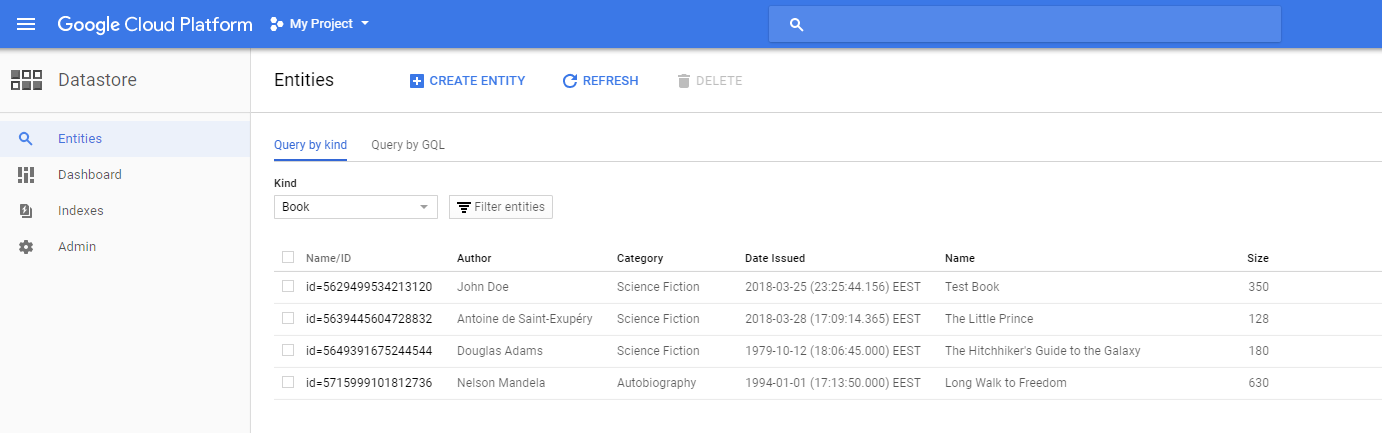 Google Cloud Platform My Project
Datastore
Entities CREATE ENTITY REFRESH DELETE
Entities
Dashboard
Indexes
Admin
Query by kind Query by GQL
Kind
Book Filter entities
Name/ID Author Category Date Issued Name Size
id=5629499534213120 John Doe Science Fiction 2018-03-25 (23:25:44.156) EEST Test Book 350
id=5639445604728832 Antoine de Saint-Exupéry Science Fiction 2018-03-28 (17:09:14.365) EEST The Little Prince 128
id=5649391675244544 Douglas Adams Science Fiction 1979-10-12 (18:06:45.000) EEST The Hitchhiker's Guide to the Galaxy 180
id=5715999101812736 Nelson Mandela Autobiography 1994-01-01 (17:13:50.000) EEST Long Walk to Freedom 630